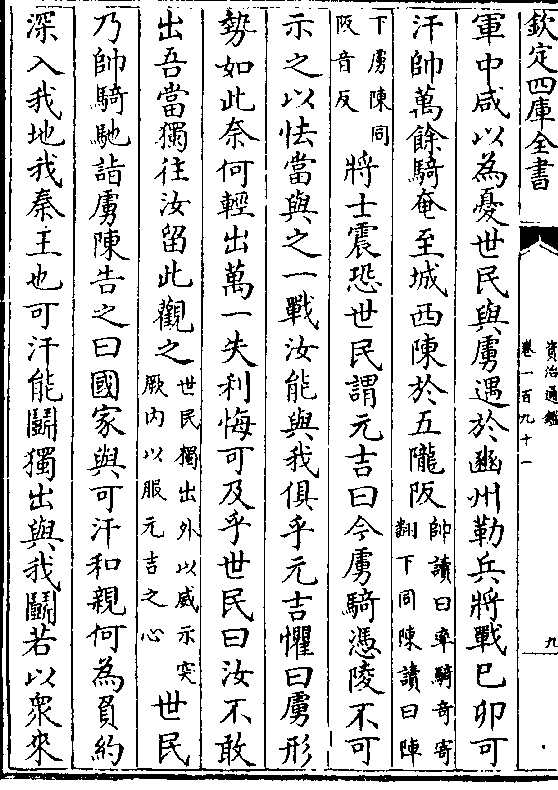 欽定四庫全書
資治通鑑
卷一百九十一
九
軍中咸以為憂世民與虜遇於豳州勒兵將戰已卯可
汗帥萬餘騎奄至城西陳於五隴阪
帥讀曰率騎奇寄
翻下同陳讀曰陣
下虜陳同
阪音反
將士震恐世民謂元吉曰今虜騎憑陵不可
示之以怯當與之一戰汝能與我俱乎元吉懼曰虜形
勢如此奈何輕出萬一失利悔可及乎世民曰汝不敢
出吾當獨往汝留此觀之
世民獨出外以威示突
厥内以服元吉之心
世民
乃帥騎馳詣虜陳告之曰國家與可汗和親何為負約
深入我地我秦王也可汗能鬭獨出與我鬭若以衆來